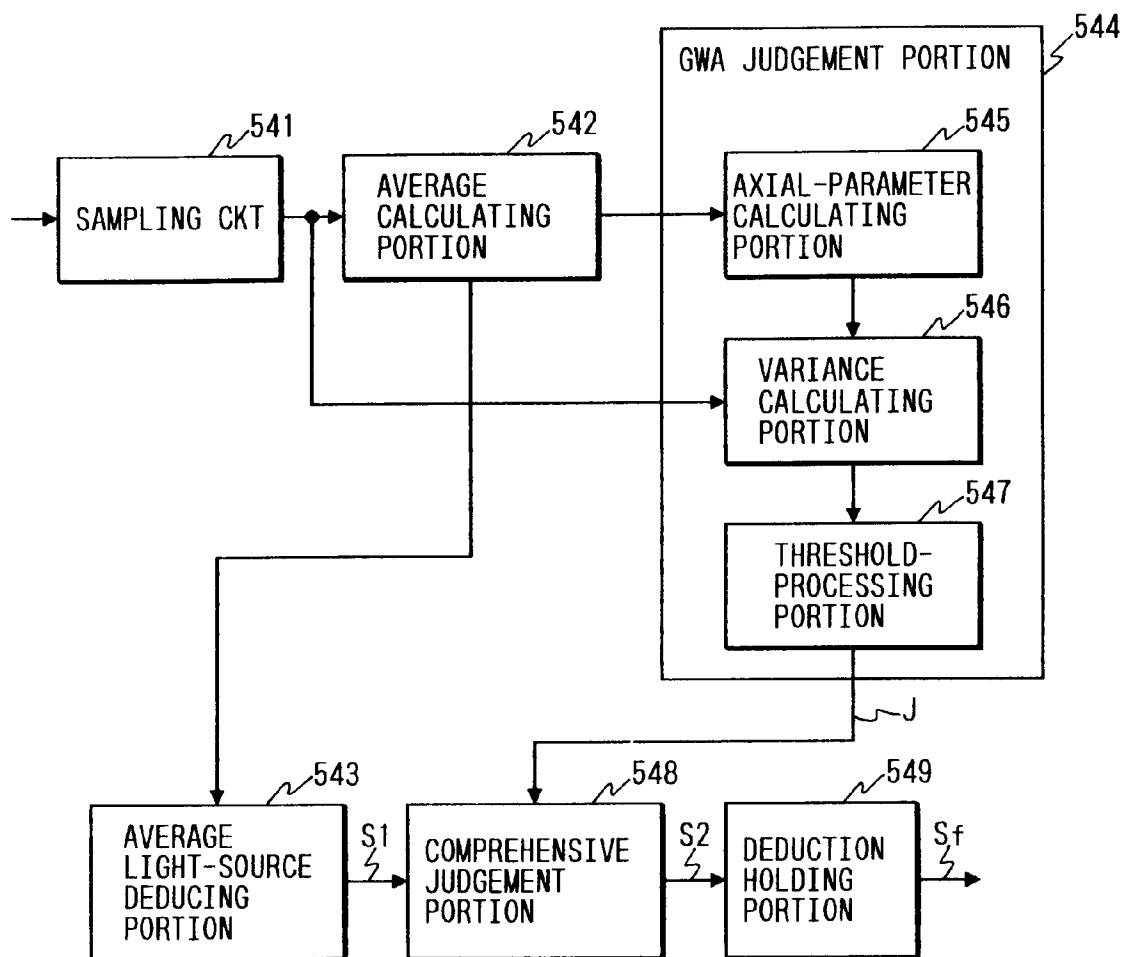 544
GWA JUDGEMENT PORTION
541
SAMPLING CKT
542
AVERAGE
CALCULATING
PORTION
545
AXIAL-PARAMETER
CALCULATING
PORTION
546
VARIANCE
CALCULATING
PORTION
547
THRESHOLD-
PROCESSING
PORTION
J
543
AVERAGE
LIGHT-SOURCE
DEDUCING
PORTION
S1
548
COMPREHENSIVE
JUDGEMENT
PORTION
S2
549
DEDUCTION
HOLDING
PORTION
Sf